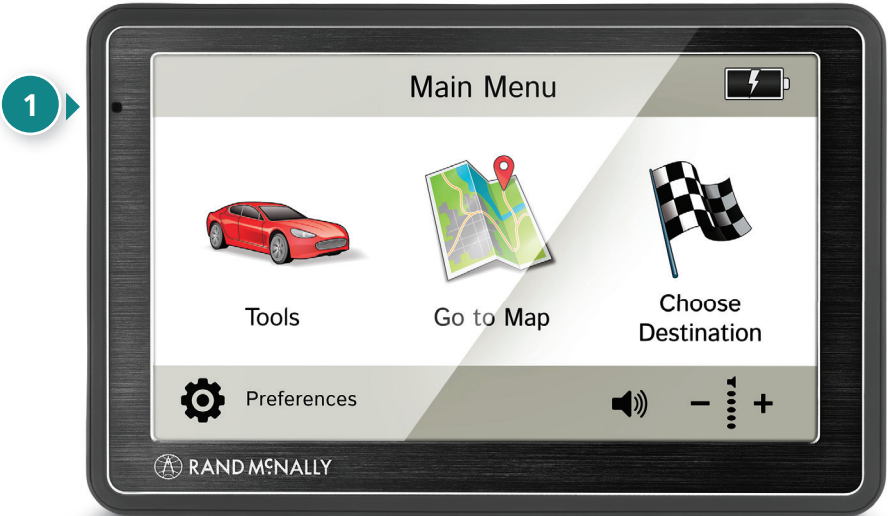 1
Main Menu
Tools
Go to Map
Choose
Destination
Preferences
− +
RAND MᶜNALLY